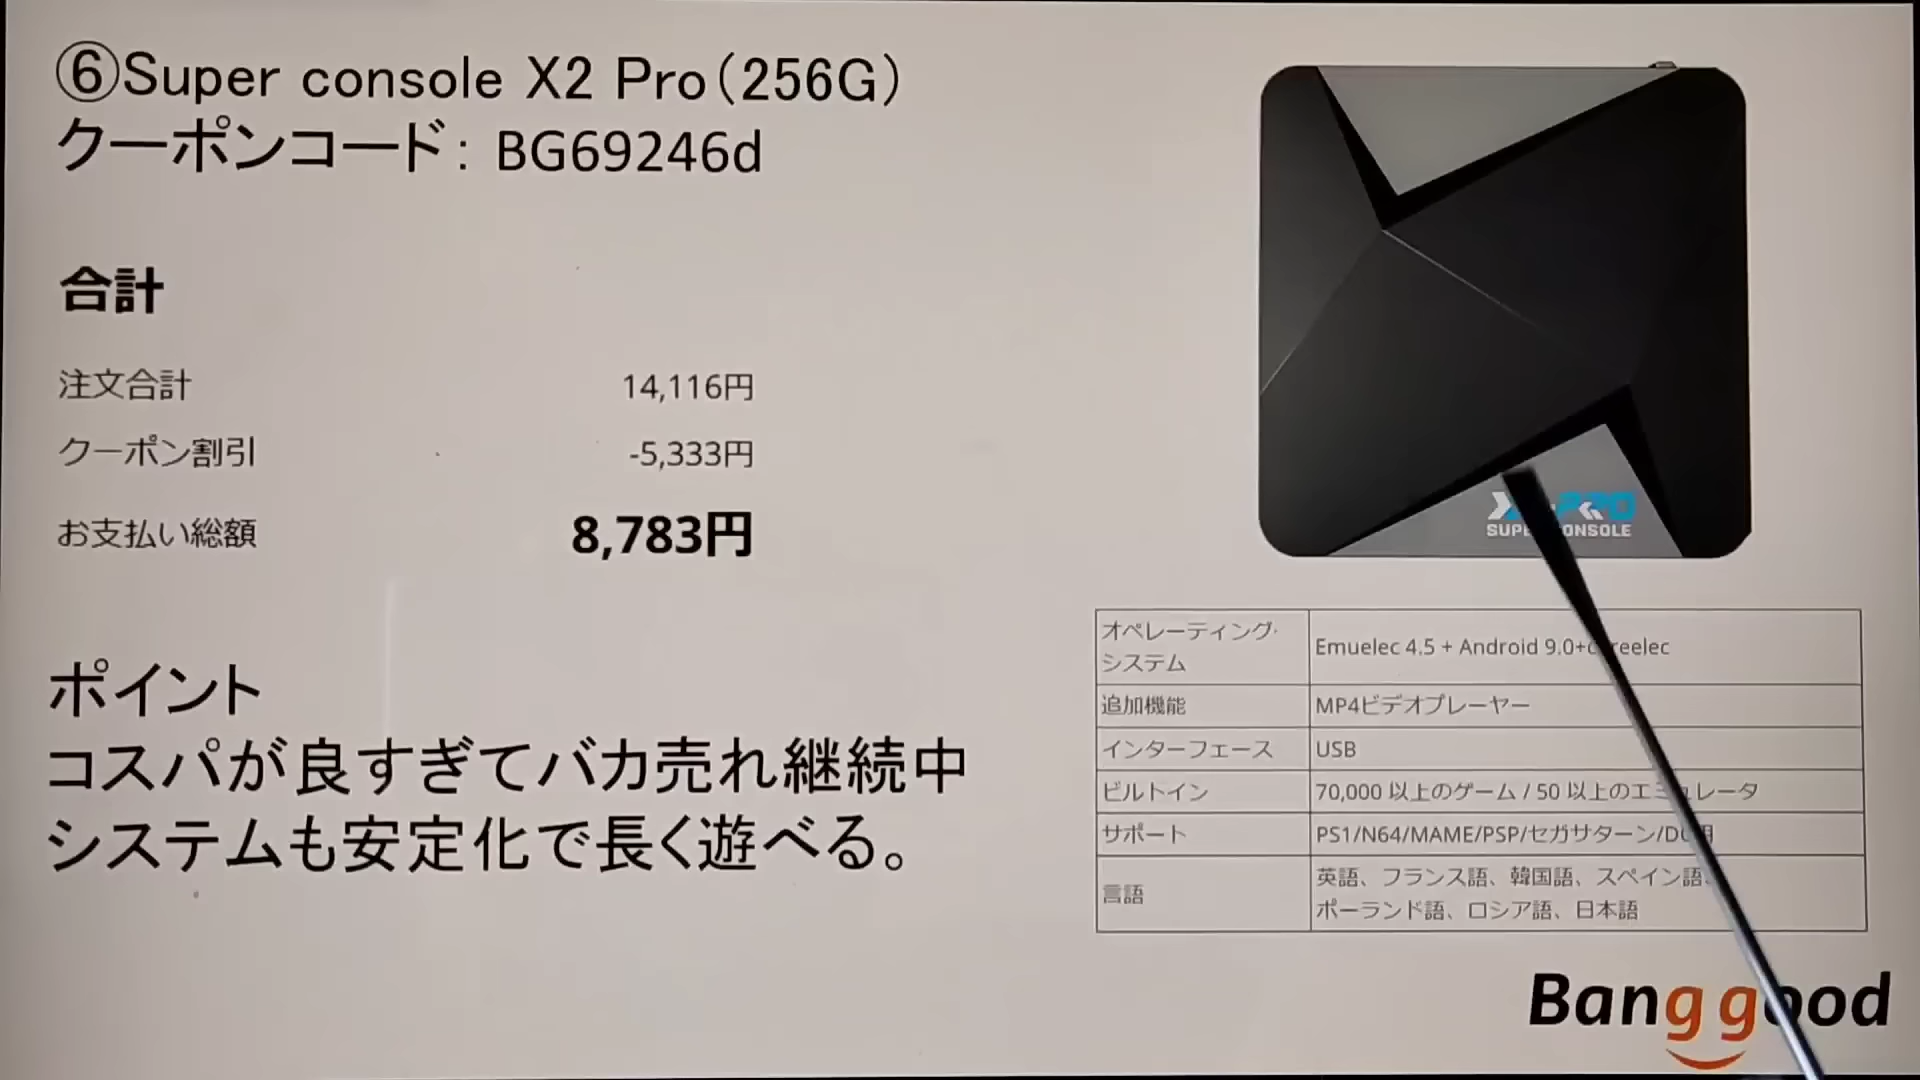 ⑥Super console X2 Pro（256G）
クーポンコード： BG69246d
合計
注文合計 14,116円
クーポン割引 -5,333円
お支払い総額 8,783円
ポイント
コスパが良すぎてバカ売れ継続中
システムも安定化で長く遊べる。
SUPER CONSOLE
オペレーティング・
システム
Emuelec 4.5 + Android 9.0+
追加機能 MP4ビデオプレーヤー
インターフェース USB
ビルトイン 70,000 以上のゲーム / 50 以上のエミュレータ
サポート PS1/N64/MAME/PSP/セガサターン/
言語
英語、フランス語、韓国語、スペイン語、
ポーランド語、ロシア語、日本語
Banggood